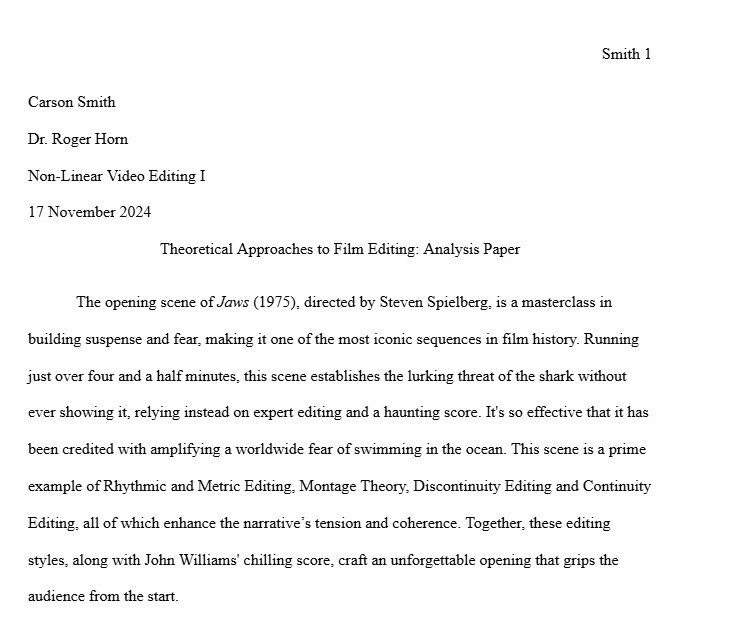 Smith 1
Carson Smith
Dr. Roger Horn
Non-Linear Video Editing I
17 November 2024
Theoretical Approaches to Film Editing: Analysis Paper
The opening scene of Jaws (1975), directed by Steven Spielberg, is a masterclass in
building suspense and fear, making it one of the most iconic sequences in film history. Running
just over four and a half minutes, this scene establishes the lurking threat of the shark without
ever showing it, relying instead on expert editing and a haunting score. It's so effective that it has
been credited with amplifying a worldwide fear of swimming in the ocean. This scene is a prime
example of Rhythmic and Metric Editing, Montage Theory, Discontinuity Editing and Continuity
Editing, all of which enhance the narrative’s tension and coherence. Together, these editing
styles, along with John Williams' chilling score, craft an unforgettable opening that grips the
audience from the start.